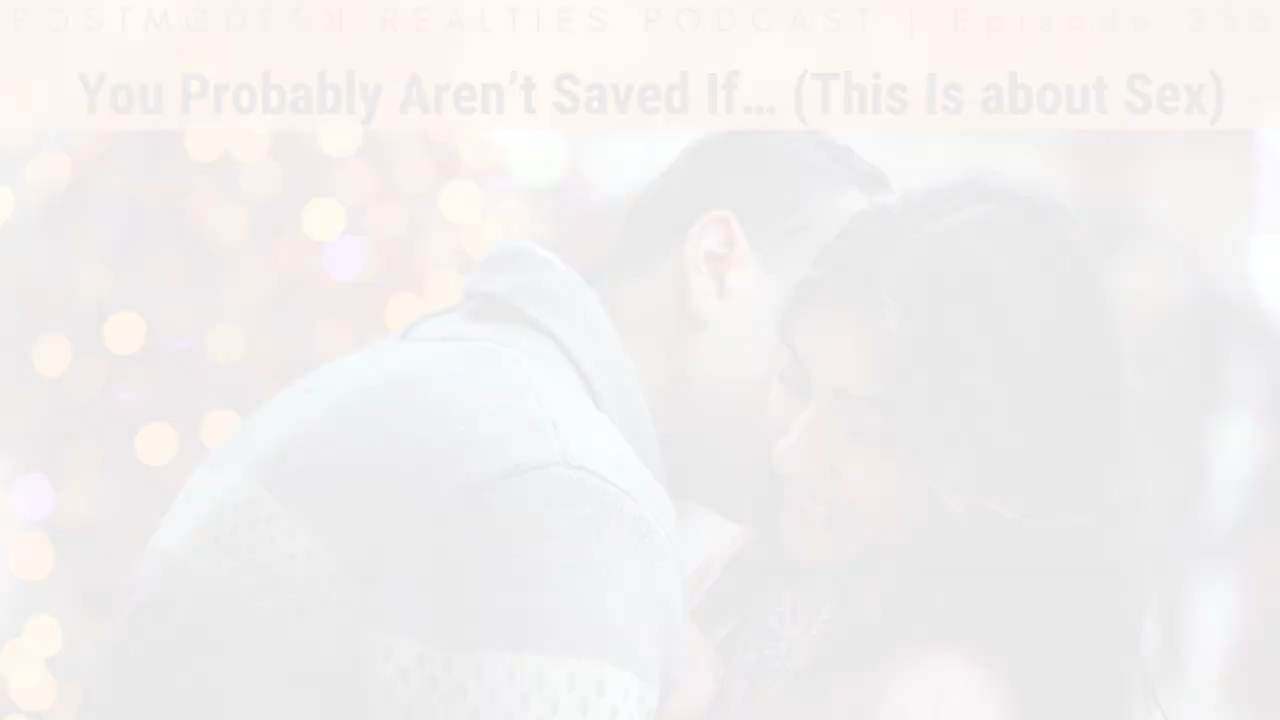 POSTMODERN REALTIES PODCAST | Episode
You Probably Aren’t Saved If... (This Is about Sex)